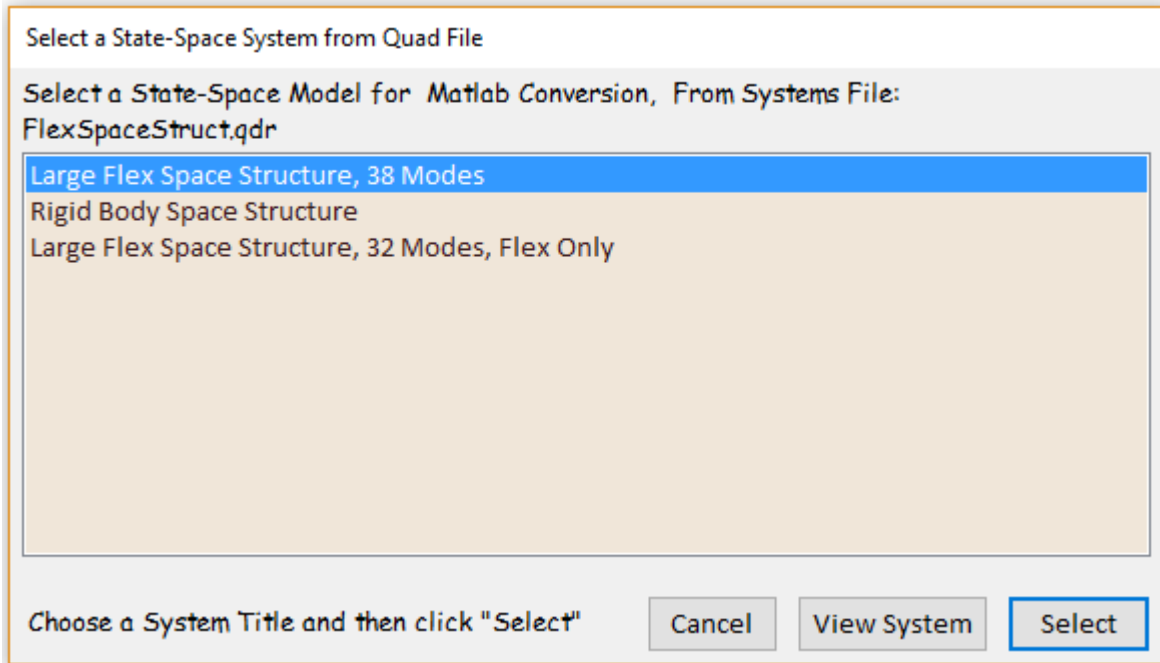 Select a State-Space System from Quad File
Select a State-Space Model for Matlab Conversion, From Systems File:
FlexSpaceStruct.qdr
Large Flex Space Structure, 38 Modes
Rigid Body Space Structure
Large Flex Space Structure, 32 Modes, Flex Only
Choose a System Title and then click "Select" Cancel View System Select